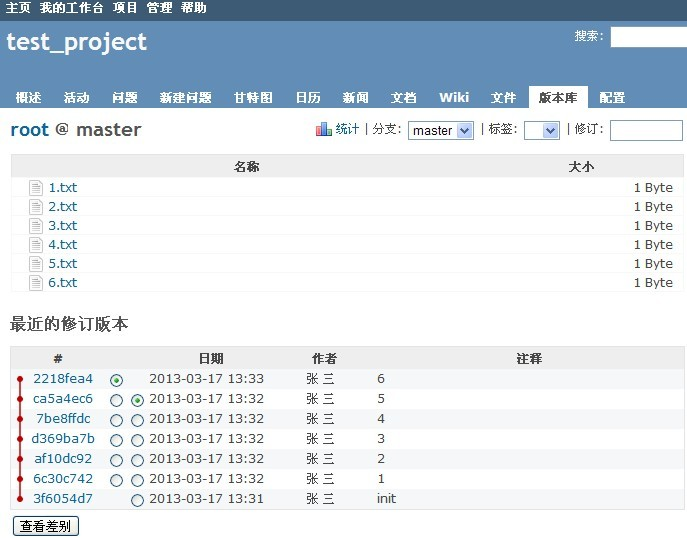 主页 我的工作台 项目 管理 帮助
test_project
搜索:
概述 活动 问题 新建问题 甘特图 日历 新闻 文档 Wiki 文件 版本库 配置
root @ master
统计 | 分支: master | 标签: | 修订:
名称 大小
1.txt 1 Byte
2.txt 1 Byte
3.txt 1 Byte
4.txt 1 Byte
5.txt 1 Byte
6.txt 1 Byte
最近的修订版本
# 日期 作者 注释
2218fea4 2013-03-17 13:33 张 三 6
ca5a4ec6 2013-03-17 13:32 张 三 5
7be8ffdc 2013-03-17 13:32 张 三 4
d369ba7b 2013-03-17 13:32 张 三 3
af10dc92 2013-03-17 13:32 张 三 2
6c30c742 2013-03-17 13:32 张 三 1
3f6054d7 2013-03-17 13:31 张 三 init
查看差别